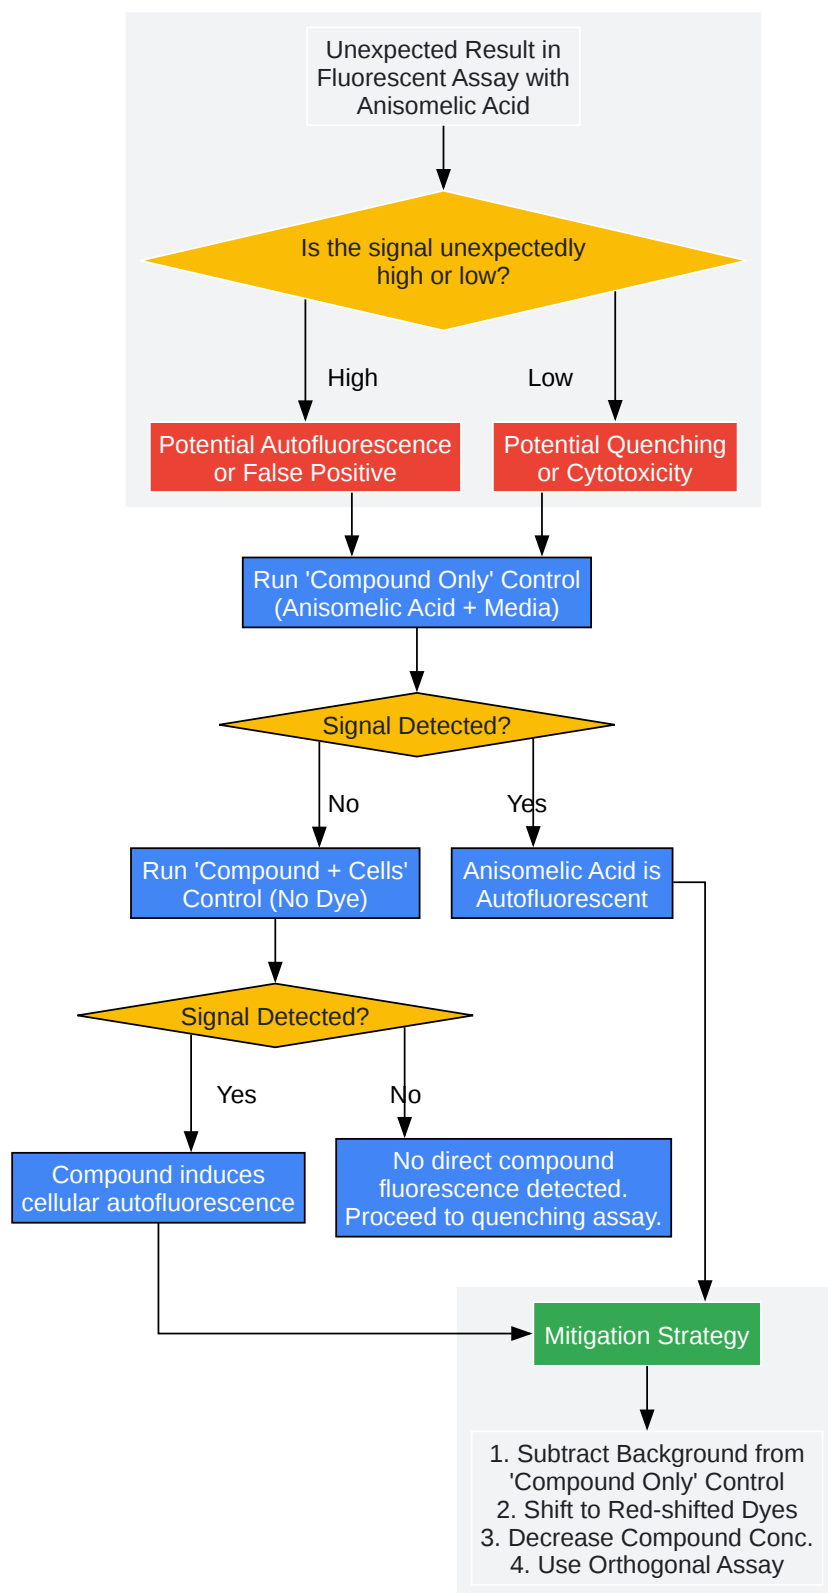 Unexpected Result in
Fluorescent Assay with
Anisomelic Acid
Is the signal unexpectedly
high or low?
High
Low
Potential Autofluorescence
or False Positive
Potential Quenching
or Cytotoxicity
Run 'Compound Only' Control
(Anisomelic Acid + Media)
Signal Detected?
No
Yes
Run 'Compound + Cells'
Control (No Dye)
Anisomelic Acid is
Autofluorescent
Signal Detected?
Yes
No
Compound induces
cellular autofluorescence
No direct compound
fluorescence detected.
Proceed to quenching assay.
Mitigation Strategy
1. Subtract Background from
'Compound Only' Control
2. Shift to Red-shifted Dyes
3. Decrease Compound Conc.
4. Use Orthogonal Assay